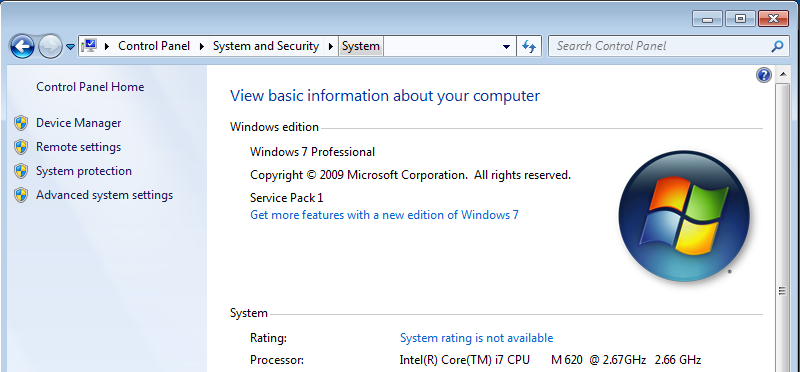 Control Panel System and Security System
Search Control Panel
Control Panel Home
Device Manager
Remote settings
System protection
Advanced system settings
View basic information about your computer
Windows edition
Windows 7 Professional
Copyright © 2009 Microsoft Corporation. All rights reserved.
Service Pack 1
Get more features with a new edition of Windows 7
System
Rating: System rating is not available
Processor: Intel(R) Core(TM) i7 CPU M 620 @ 2.67GHz 2.66 GHz